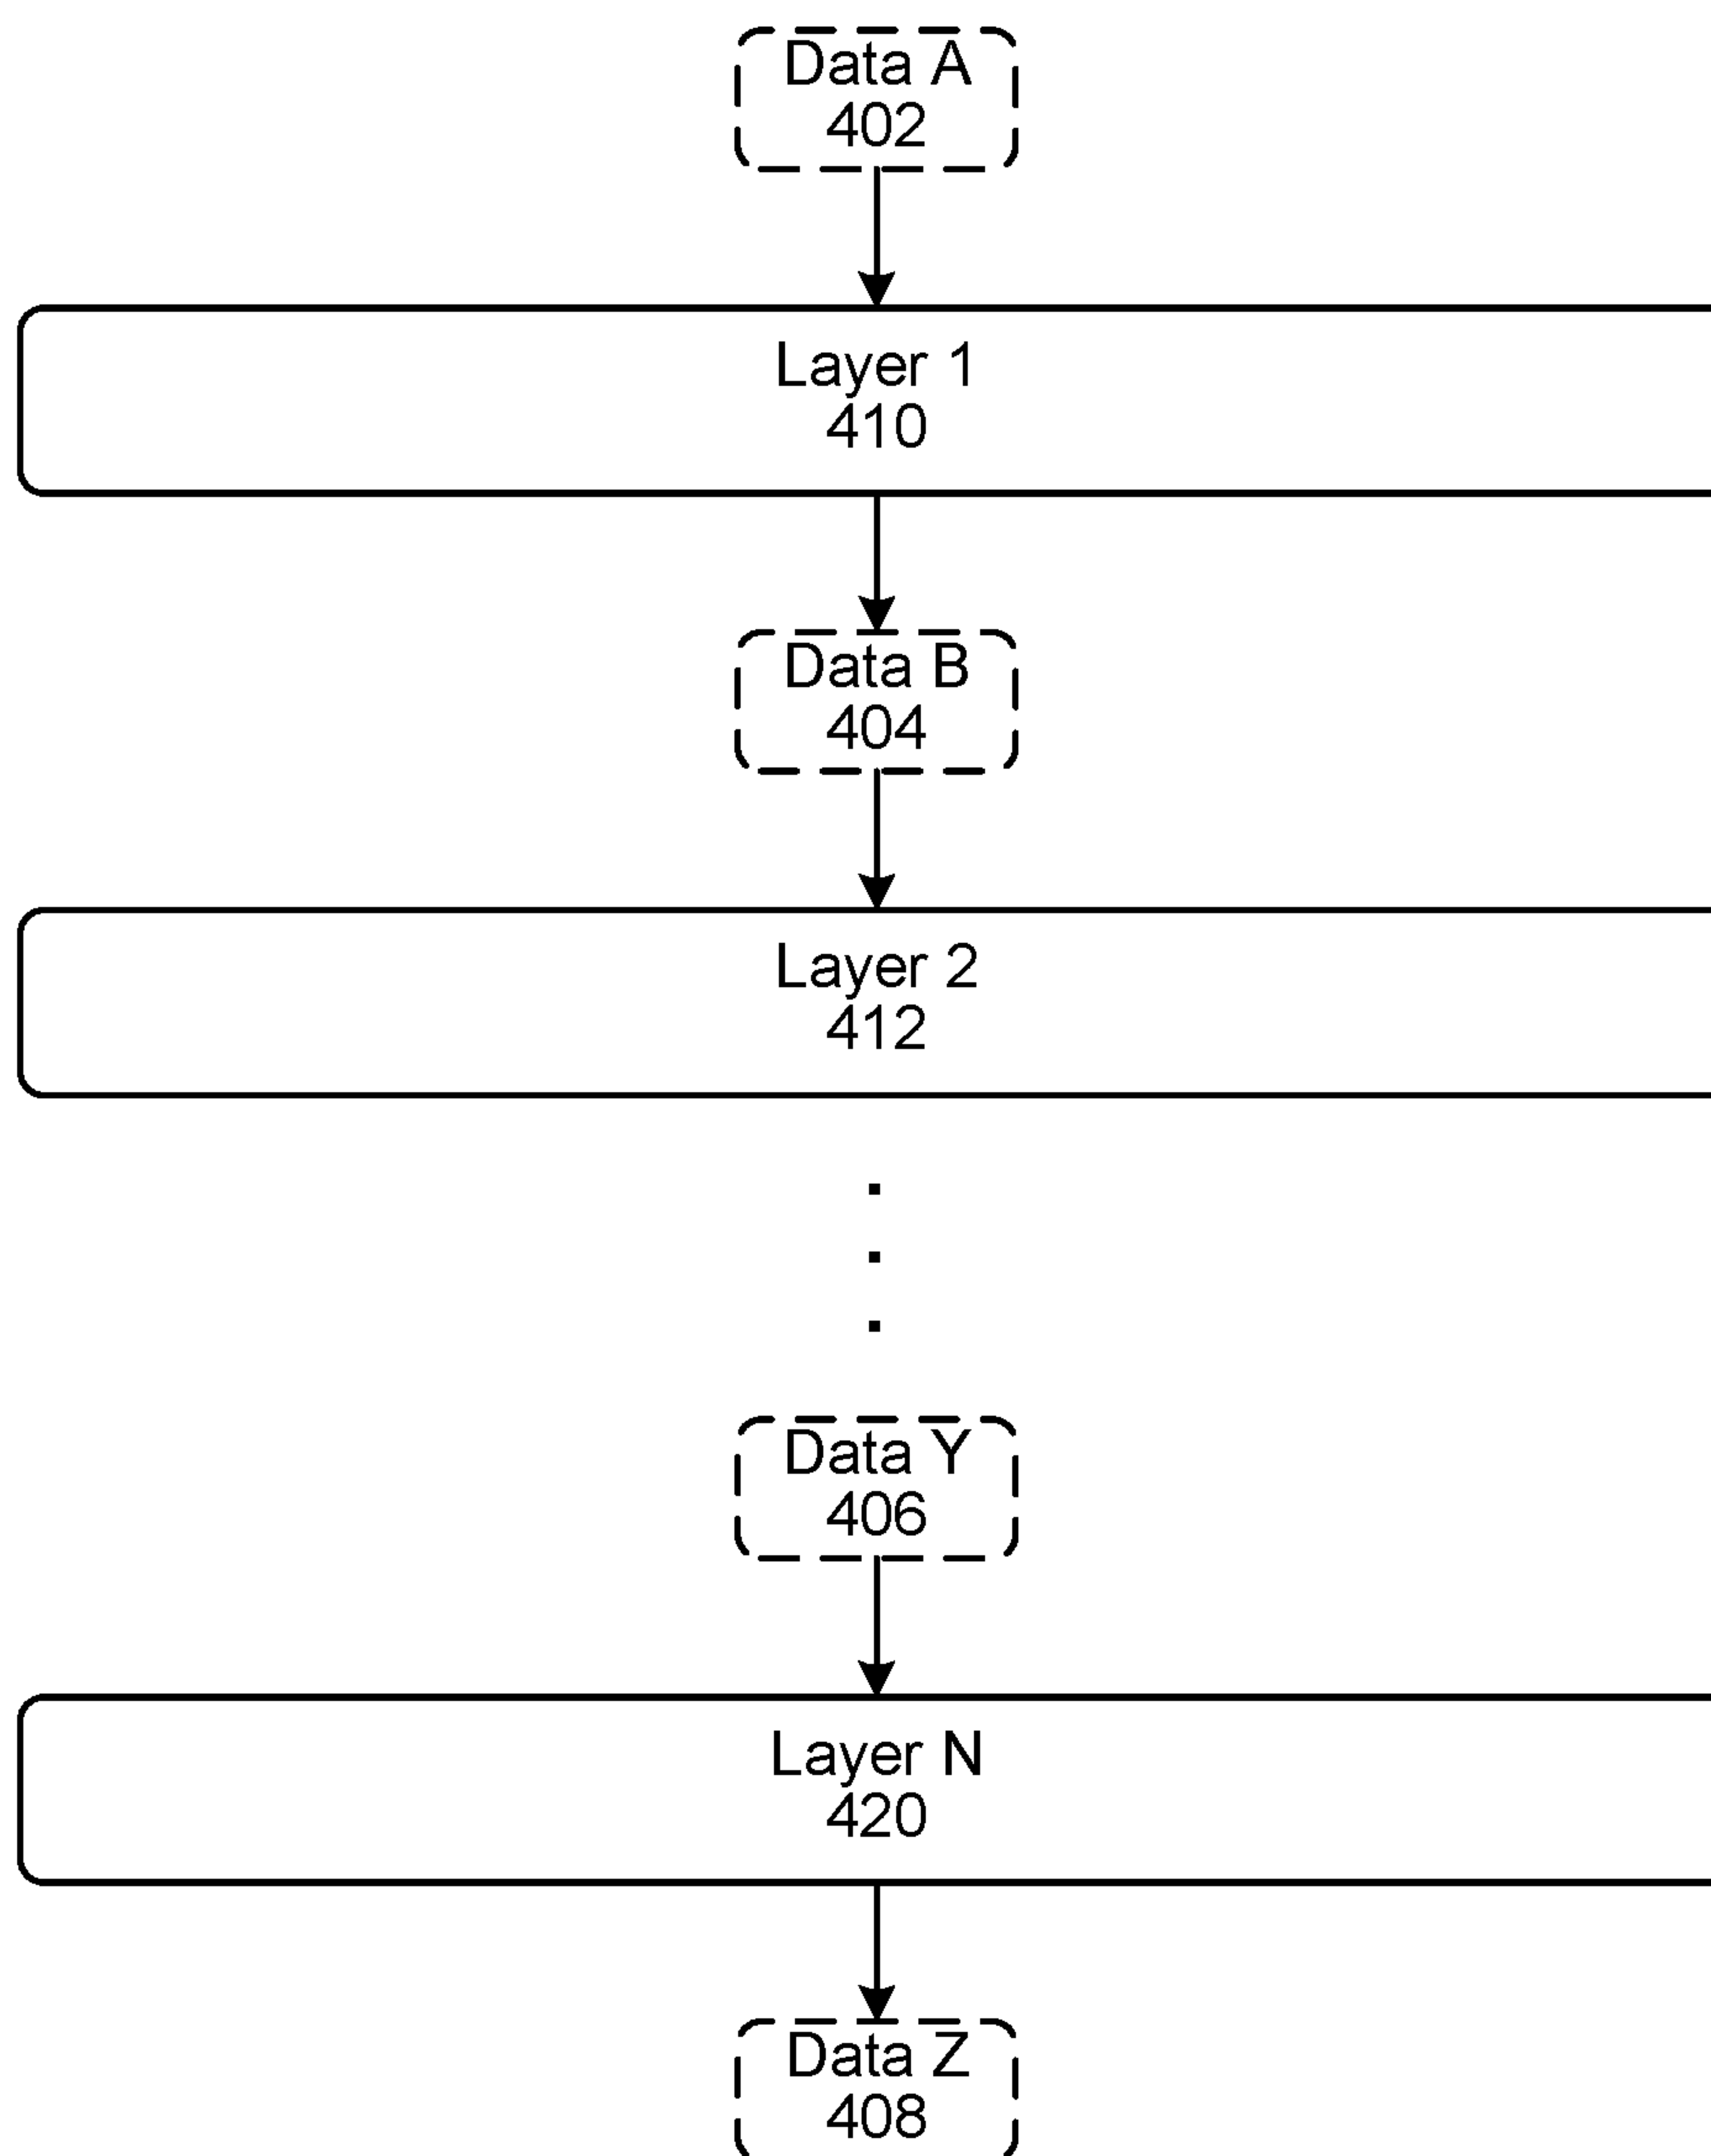 Data A
402
Layer 1
410
Data B
404
Layer 2
412
Data Y
406
Layer N
420
Data Z
408